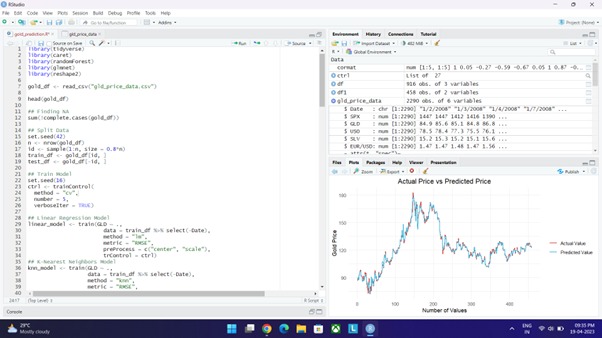 RStudio
File Edit Code View Plots Session Build Debug Profile Tools Help
Go to file/function
Addins
Project: (None)
gold_prediction.R*
gld_price_data
Source on Save
Run
Source
1 library(tidyverse)
2 library(caret)
3 library(randomForest)
4 library(glmnet)
5 library(reshape2)
6
7 gold_df <- read_csv("gld_price_data.csv")
8
9 head(gold_df)
10
11 ## Finding NA
12 sum(!complete.cases(gold_df))
13
14 ## Split Data
15 set.seed(42)
16 n <- nrow(gold_df)
17 id <- sample(1:n, size = 0.8*n)
18 train_df <- gold_df[id, ]
19 test_df <- gold_df[-id, ]
20
21 ## Train Model
22 set.seed(16)
23 ctrl <- trainControl(
24 method = "cv",
25 number = 5,
26 verboseIter = TRUE)
27
28 ## Linear Regression Model
29 linear_model <- train(GLD ~ .,
30 data = train_df %>% select(-Date),
31 method = "lm",
32 metric = "RMSE",
33 preProcess = c("center", "scale"),
34 trControl = ctrl)
35 ## K-Nearest Neighbors Model
36 knn_model <- train(GLD ~ .,
37 data = train_df %>% select(-Date),
38 method = "knn",
39 metric = "RMSE",
40
24:17 (Top Level) R Script
Console
Environment History Connections Tutorial
Import Dataset 402 MiB List
R Global Environment
Data
cormat num [1:5, 1:5] 1 0.05 -0.27 -0.59 -0.67 0.05 1 0.87 -0...
ctrl List of 27
df 916 obs. of 3 variables
df1 458 obs. of 2 variables
gld_price_data 2290 obs. of 6 variables
$ Date : chr [1:2290] "1/2/2008" "1/3/2008" "1/4/2008" "1/7/2008" ...
$ SPX : num [1:2290] 1447 1447 1412 1416 1390 ...
$ GLD : num [1:2290] 84.9 85.6 85.1 84.8 86.8 ...
$ USO : num [1:2290] 78.5 78.4 77.3 75.5 76.1 ...
$ SLV : num [1:2290] 15.2 15.3 15.2 15.1 15.6 ...
$ EUR/USD: num [1:2290] 1.47 1.47 1.48 1.47 1.56 ...
Files Plots Packages Help Viewer Presentation
Zoom Export Publish
Actual Price vs Predicted Price
Gold Price
180
150
120
90
0 100 200 300 400
Number of Values
Actual Value
Predicted Value
29°C
Mostly cloudy
ENG
IN
09:35 PM
19-04-2023